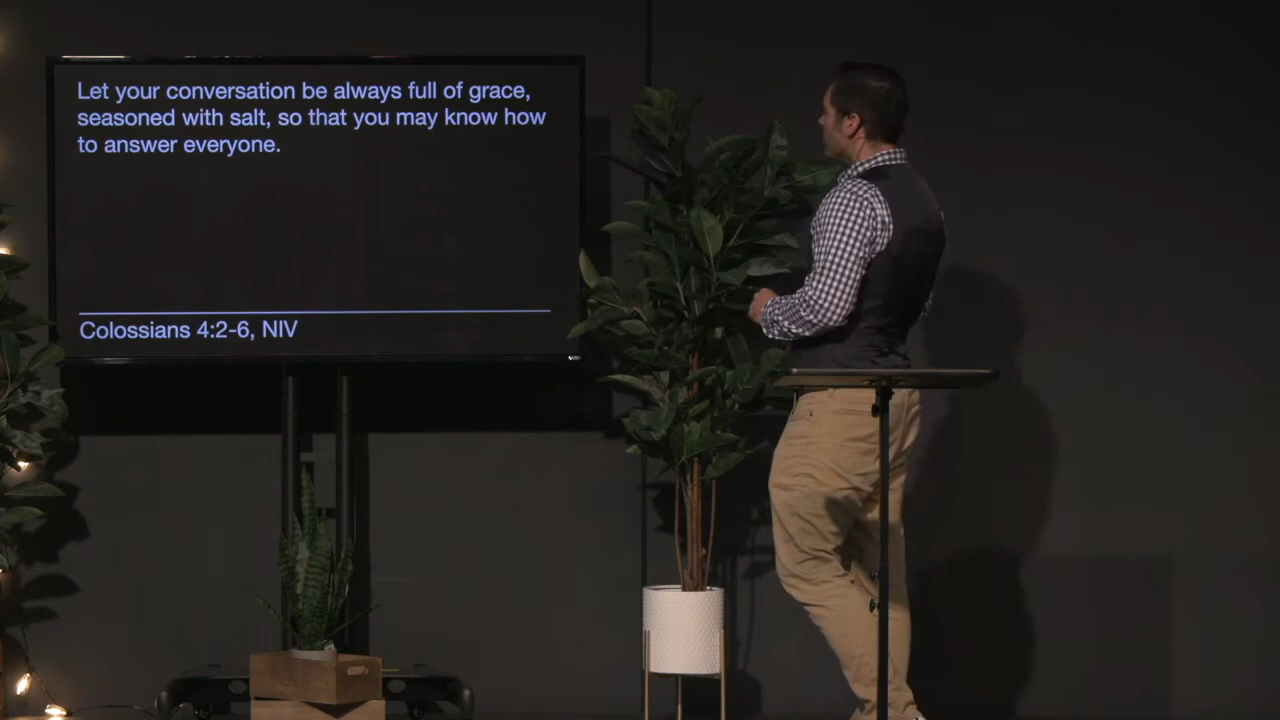 Let your conversation be always full of grace,
seasoned with salt, so that you may know how
to answer everyone.
Colossians 4:2-6, NIV